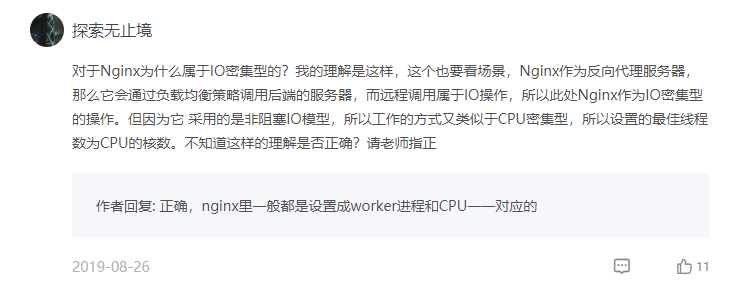 探索无止境
对于Nginx为什么属于IO密集型的？我的理解是这样，这个也要看场景，Nginx作为反向代理服务器，
那么它会通过负载均衡策略调用后端的服务器，而远程调用属于IO操作，所以此处Nginx作为IO密集型
的操作。但因为它 采用的是非阻塞IO模型，所以工作的方式又类似于CPU密集型，所以设置的最佳线程
数为CPU的核数。不知道这样的理解是否正确？请老师指正
作者回复: 正确，nginx里一般都是设置成worker进程和CPU一一对应的
2019-08-26
11